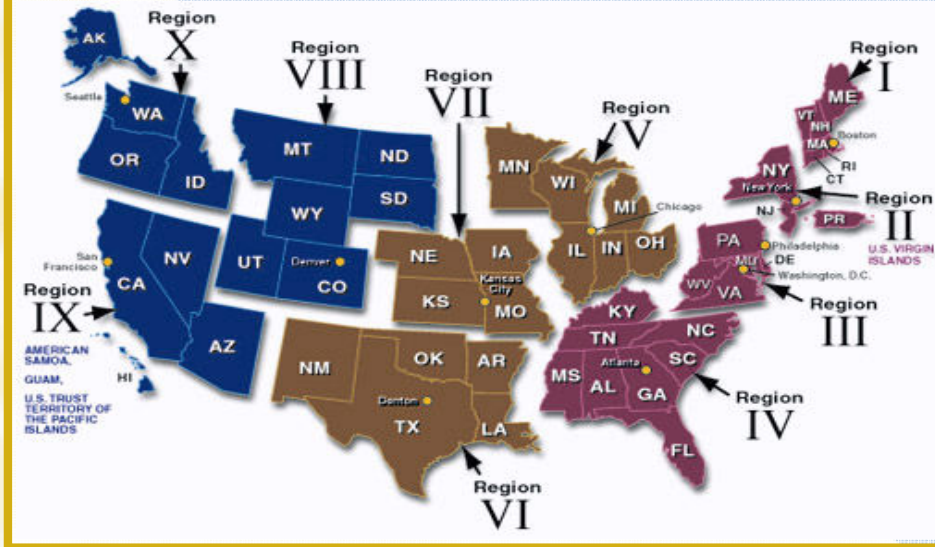 Region
X
AK
Seattle
WA
OR
ID
Region
VIII
MT
ND
SD
WY
UT
Denver
CO
Region
IX
San
Francisco
CA
NV
AZ
HI
AMERICAN
SAMOA,
GUAM,
U.S. TRUST
TERRITORY OF
THE PACIFIC
ISLANDS
Region
VII
NE
IA
KS
Kansas
City
MO
Region
V
MN
WI
MI
Chicago
IL
IN
OH
Region
VI
NM
OK
AR
Denton
TX
LA
Region
I
ME
VT
NH
MA
Boston
RI
CT
Region
II
NY
New York
NJ
PR
U.S. VIRGIN
ISLANDS
Region
III
PA
Philadelphia
DE
MD
Washington, D.C.
WV
VA
Region
IV
KY
TN
NC
SC
MS
AL
Atlanta
GA
FL